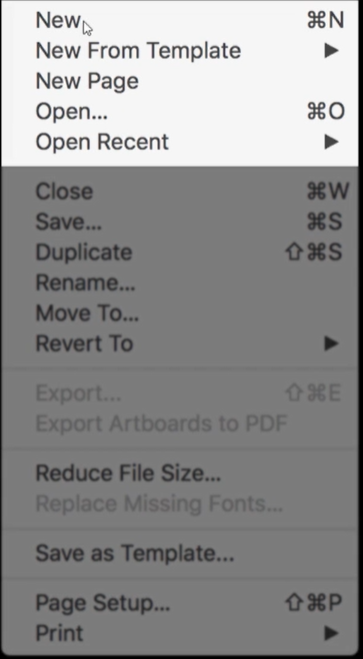 New ⌘N
New From Template ▶
New Page
Open... ⌘O
Open Recent ▶
Close ⌘W
Save... ⌘S
Duplicate ⇧⌘S
Rename...
Move To...
Revert To ▶
Export... ⇧⌘E
Export Artboards to PDF
Reduce File Size...
Replace Missing Fonts...
Save as Template...
Page Setup... ⇧⌘P
Print ▶